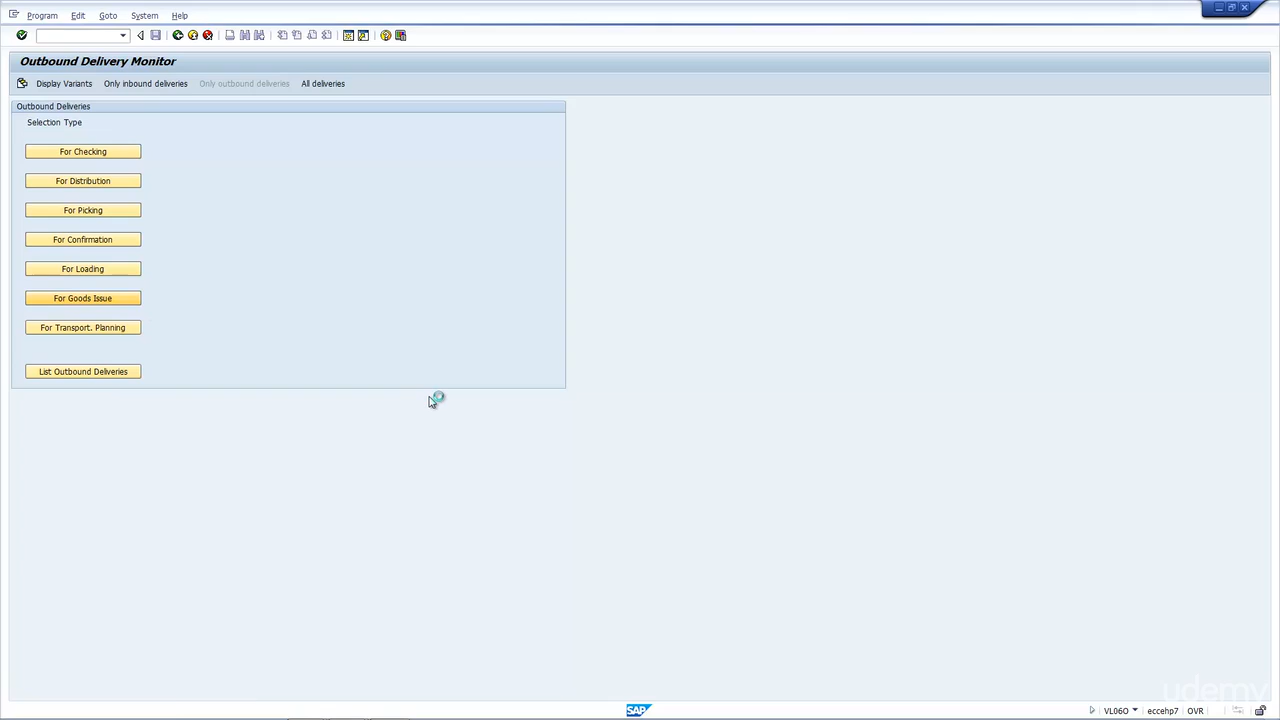 Program Edit Goto System Help
Outbound Delivery Monitor
Display Variants Only inbound deliveries Only outbound deliveries All deliveries
Outbound Deliveries
Selection Type
For Checking
For Distribution
For Picking
For Confirmation
For Loading
For Goods Issue
For Transport. Planning
List Outbound Deliveries
udemy
SAP VL06O eccehp7 OVR